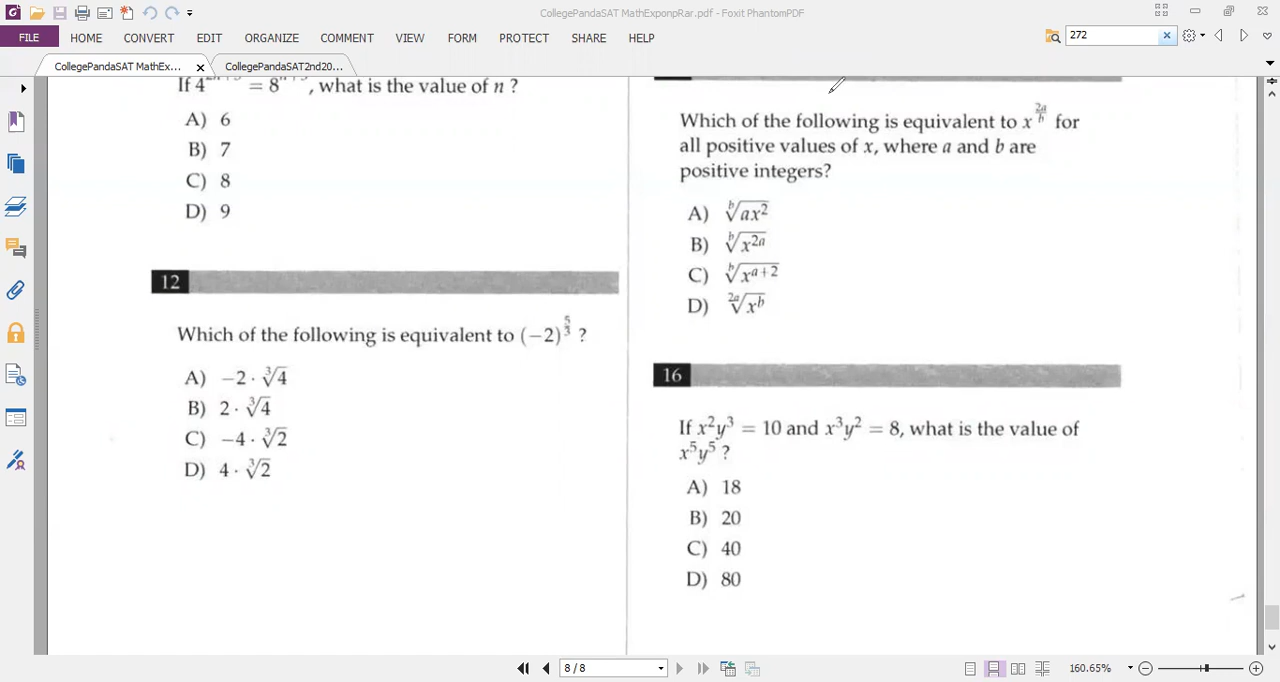 CollegePandaSAT MathExponpRar.pdf - Foxit PhantomPDF
FILE HOME CONVERT EDIT ORGANIZE COMMENT VIEW FORM PROTECT SHARE HELP
272
CollegePandaSAT MathEx... CollegePandaSAT2nd20...
= 8 , what is the value of n ?
A) 6
B) 7
C) 8
D) 9
12
Which of the following is equivalent to (−2)^(5/3) ?
A) −2 · ∛4
B) 2 · ∛4
C) −4 · ∛2
D) 4 · ∛2
Which of the following is equivalent to x^(2a/b) for
all positive values of x, where a and b are
positive integers?
A) ᵇ√(ax²)
B) ᵇ√(x²ᵃ)
C) ᵇ√(xᵃ⁺²)
D) ²ᵃ√(xᵇ)
16
If x²y³ = 10 and x³y² = 8, what is the value of
x⁵y⁵ ?
A) 18
B) 20
C) 40
D) 80
8 / 8
160.65%